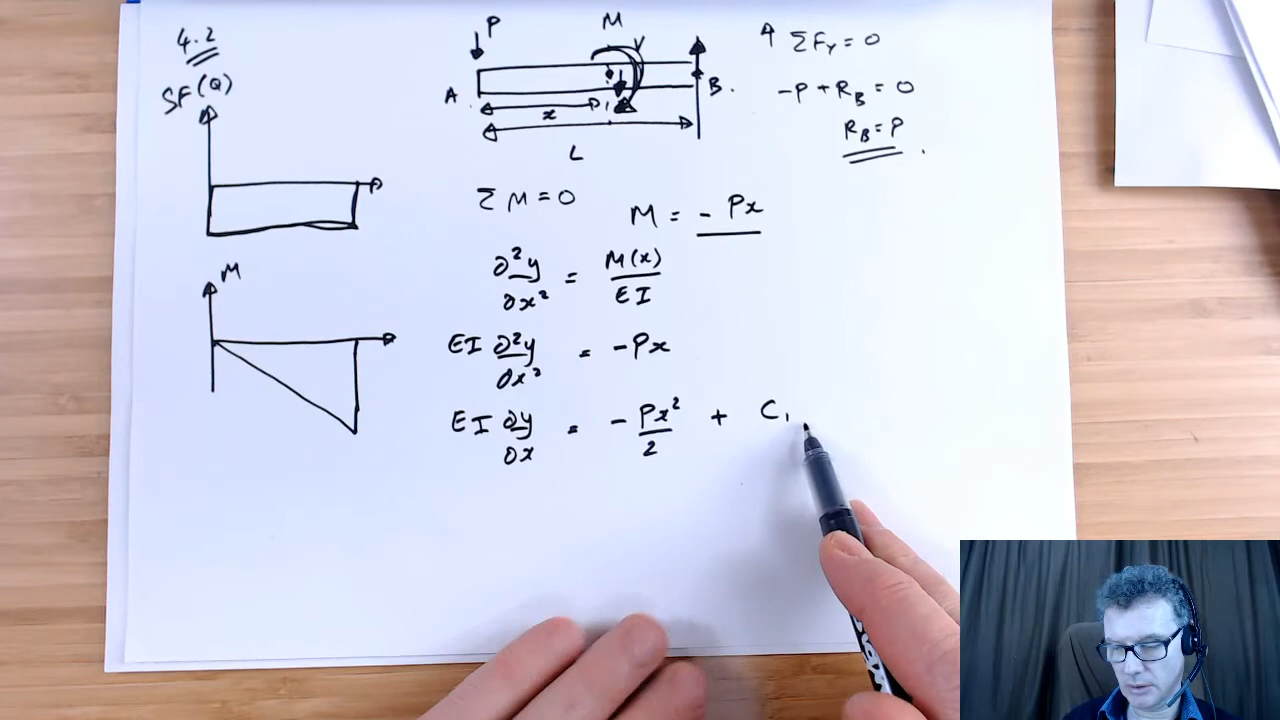 4.2
SF(Q)
M
P
M
V
A.
B.
x
L
↑ ΣFy = 0
-P + RB = 0
RB = P
ΣM = 0
M = - Px
∂²y/∂x² = M(x)/EI
EI ∂²y/∂x² = -Px
EI ∂y/∂x = - Px²/2 + C₁